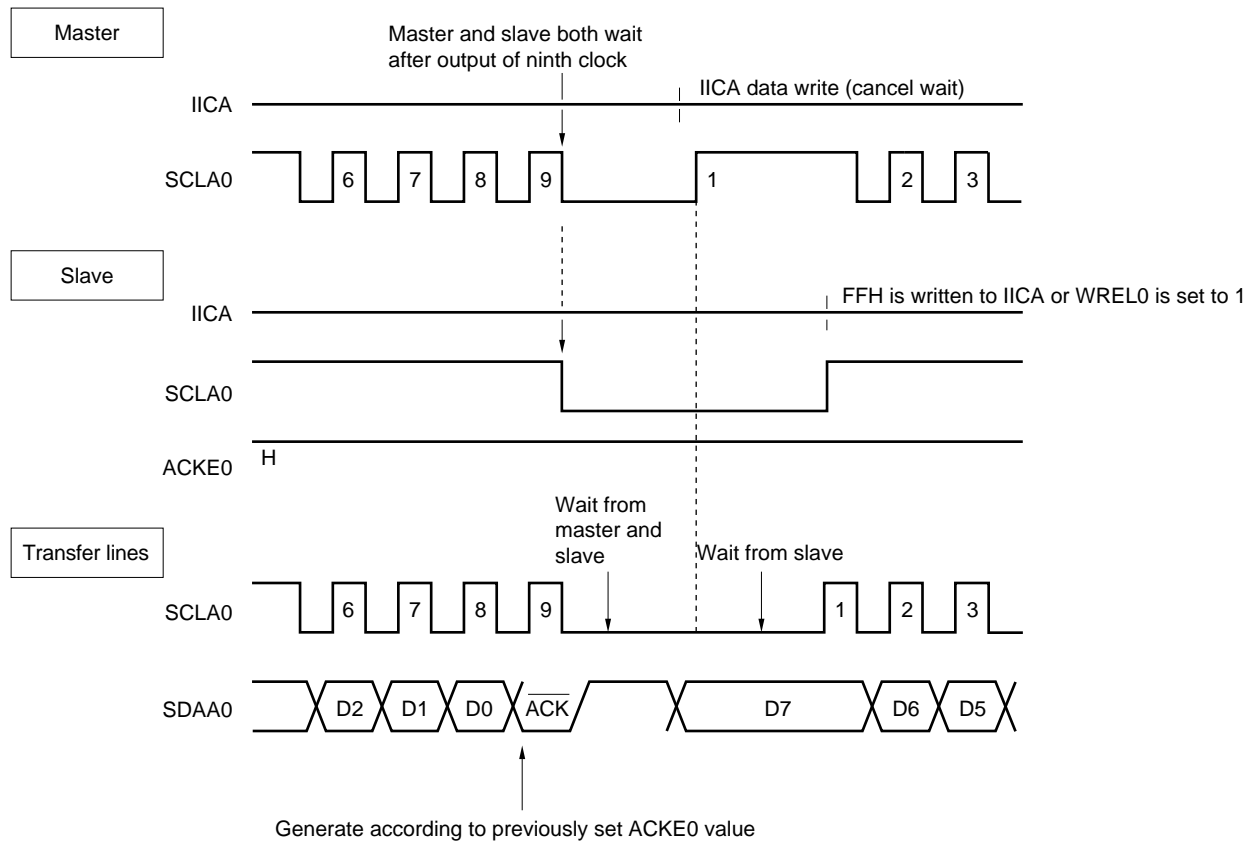 Master
Master and slave both wait
after output of ninth clock
IICA data write (cancel wait)
IICA
SCLA0 6 7 8 9 1 2 3
Slave
FFH is written to IICA or WREL0 is set to 1
IICA
SCLA0
ACKE0 H
Wait from
master and
slave
Wait from slave
Transfer lines
SCLA0 6 7 8 9 1 2 3
SDAA0 D2 D1 D0 A̅C̅K̅ D7 D6 D5
Generate according to previously set ACKE0 value